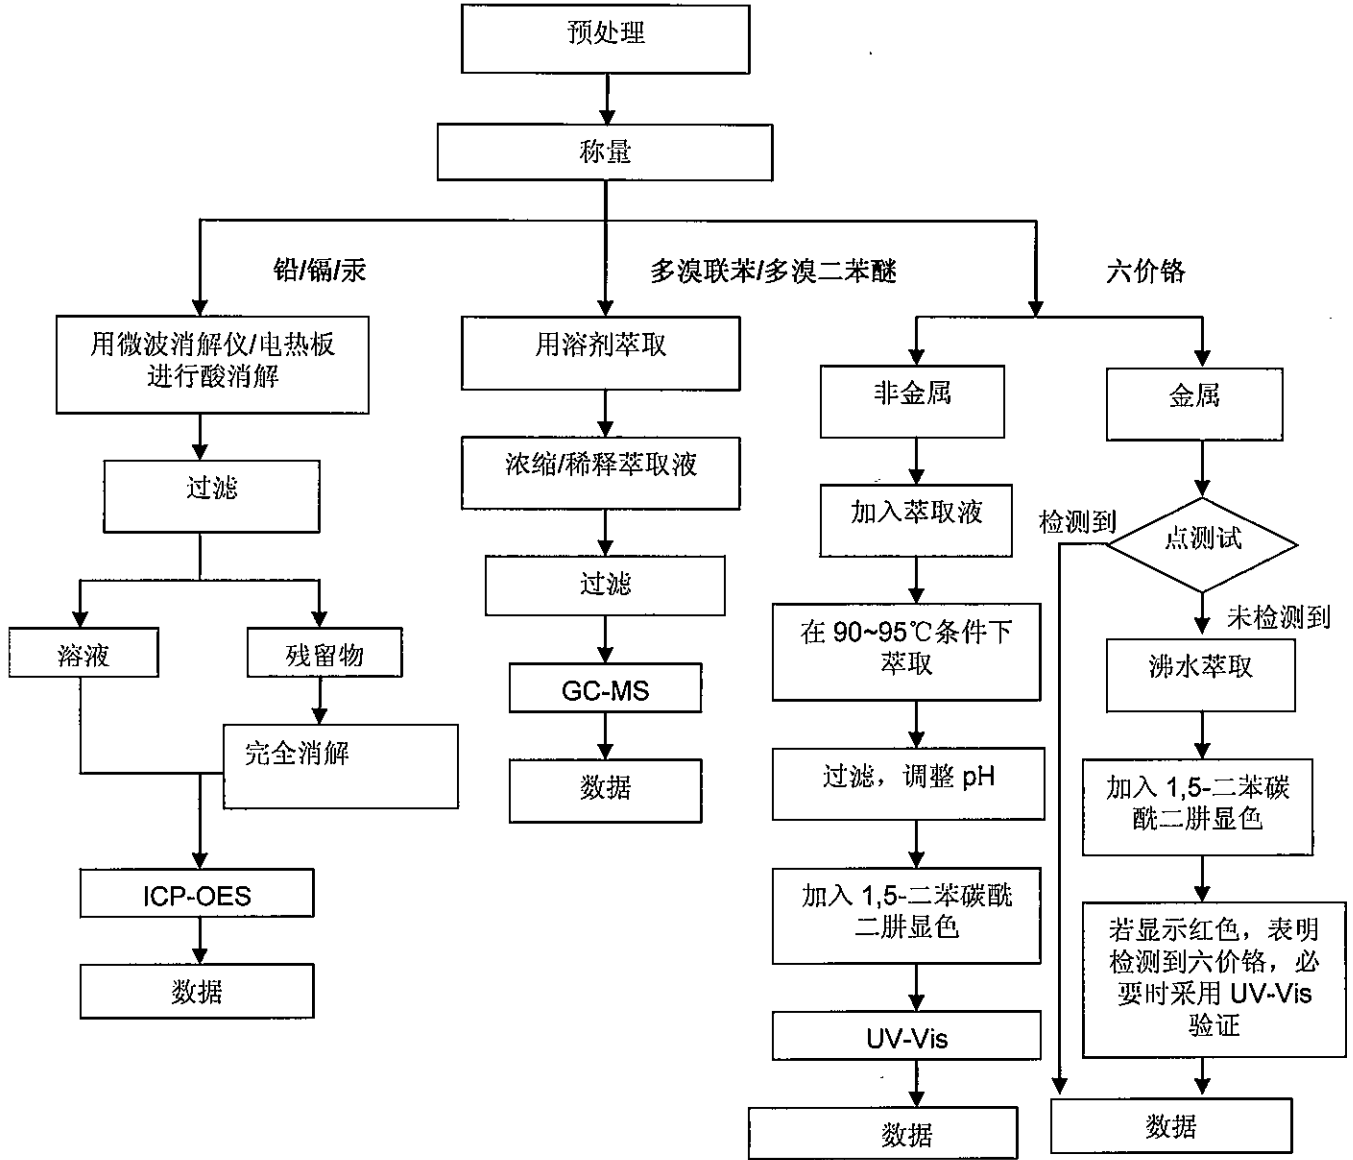 预处理
称量
铅/镉/汞
多溴联苯/多溴二苯醚
六价铬
用微波消解仪/电热板
进行酸消解
过滤
溶液
残留物
完全消解
ICP-OES
数据
用溶剂萃取
浓缩/稀释萃取液
过滤
GC-MS
数据
非金属
加入萃取液
在 90~95℃条件下
萃取
过滤，调整 pH
加入 1,5-二苯碳酰
二肼显色
UV-Vis
数据
金属
点测试
检测到
未检测到
沸水萃取
加入 1,5-二苯碳
酰二肼显色
若显示红色，表明
检测到六价铬，必
要时采用 UV-Vis
验证
数据